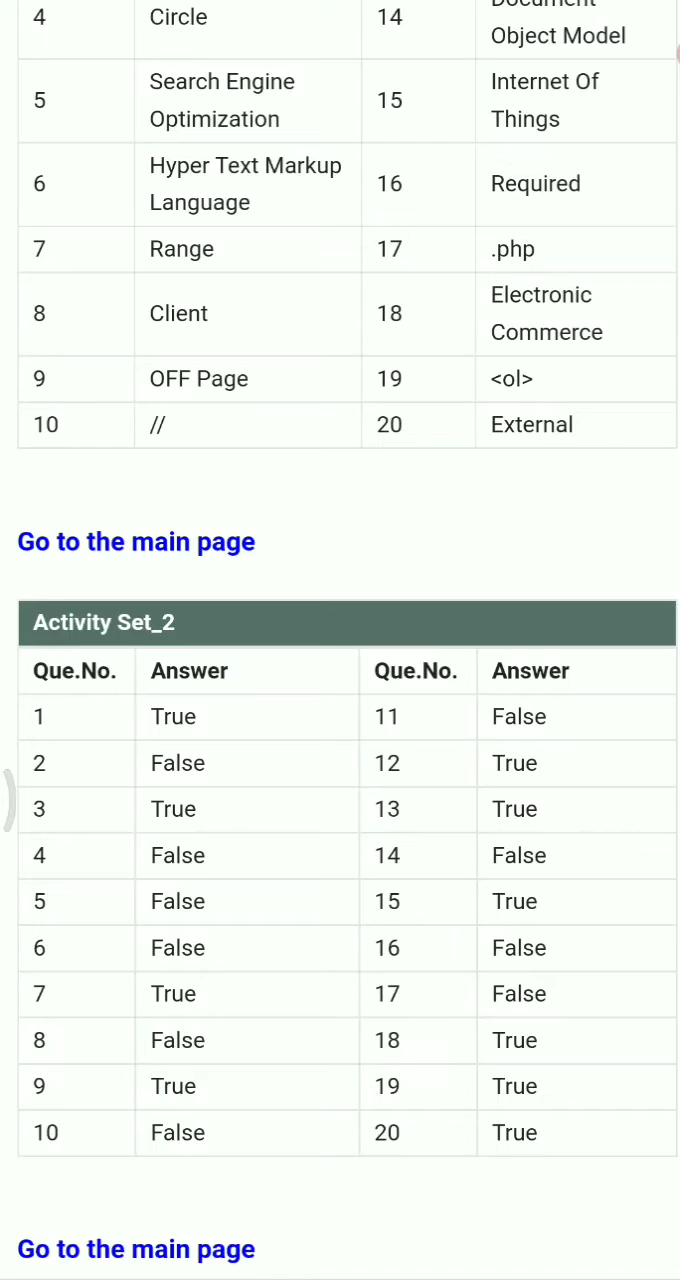 4 Circle 14 Document
Object Model
5 Search Engine Optimization 15 Internet Of Things
6 Hyper Text Markup Language 16 Required
7 Range 17 .php
8 Client 18 Electronic Commerce
9 OFF Page 19 <ol>
10 // 20 External
Go to the main page
Activity Set_2
Que.No. Answer Que.No. Answer
1 True 11 False
2 False 12 True
3 True 13 True
4 False 14 False
5 False 15 True
6 False 16 False
7 True 17 False
8 False 18 True
9 True 19 True
10 False 20 True
Go to the main page